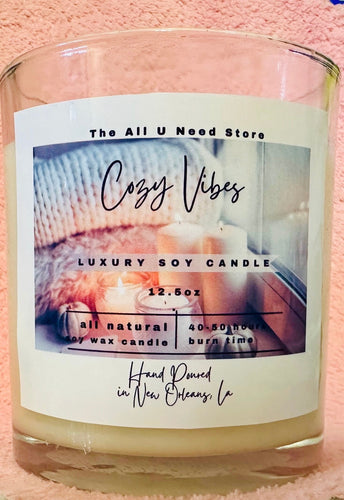 The All U Need Store
Cozy Vibes
LUXURY SOY CANDLE
12.5oz
all natural
soy wax candle
40-50 hours
burn time
Hand Poured
in New Orleans, La